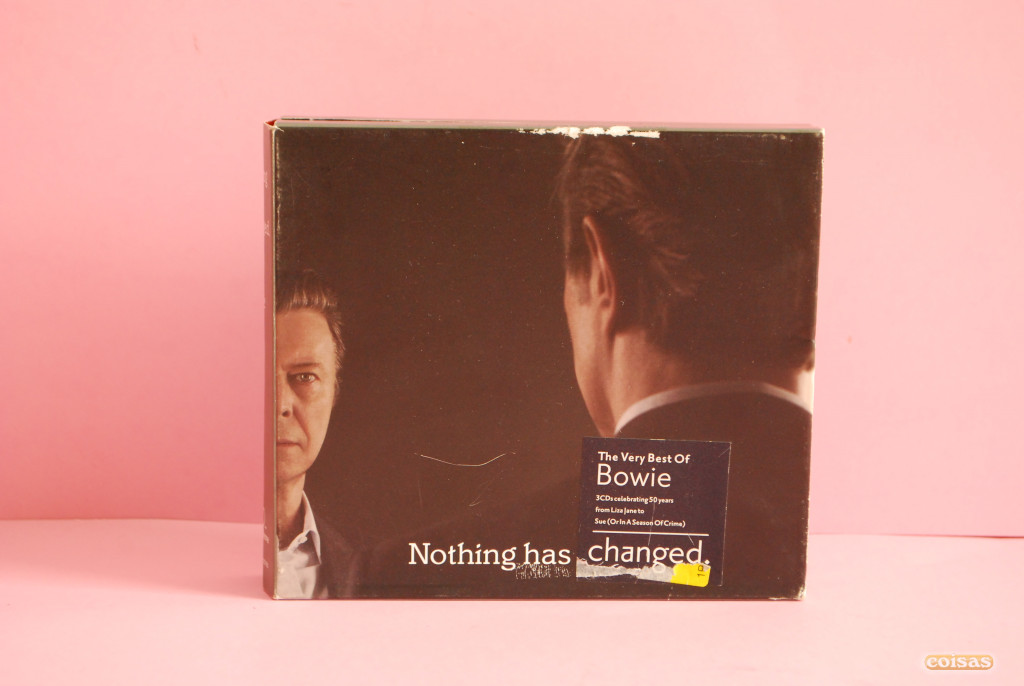 The Very Best Of
Bowie
3CDs celebrating 50 years
from Liza Jane to
Sue (Or In A Season Of Crime)
Nothing has changed.
coisas